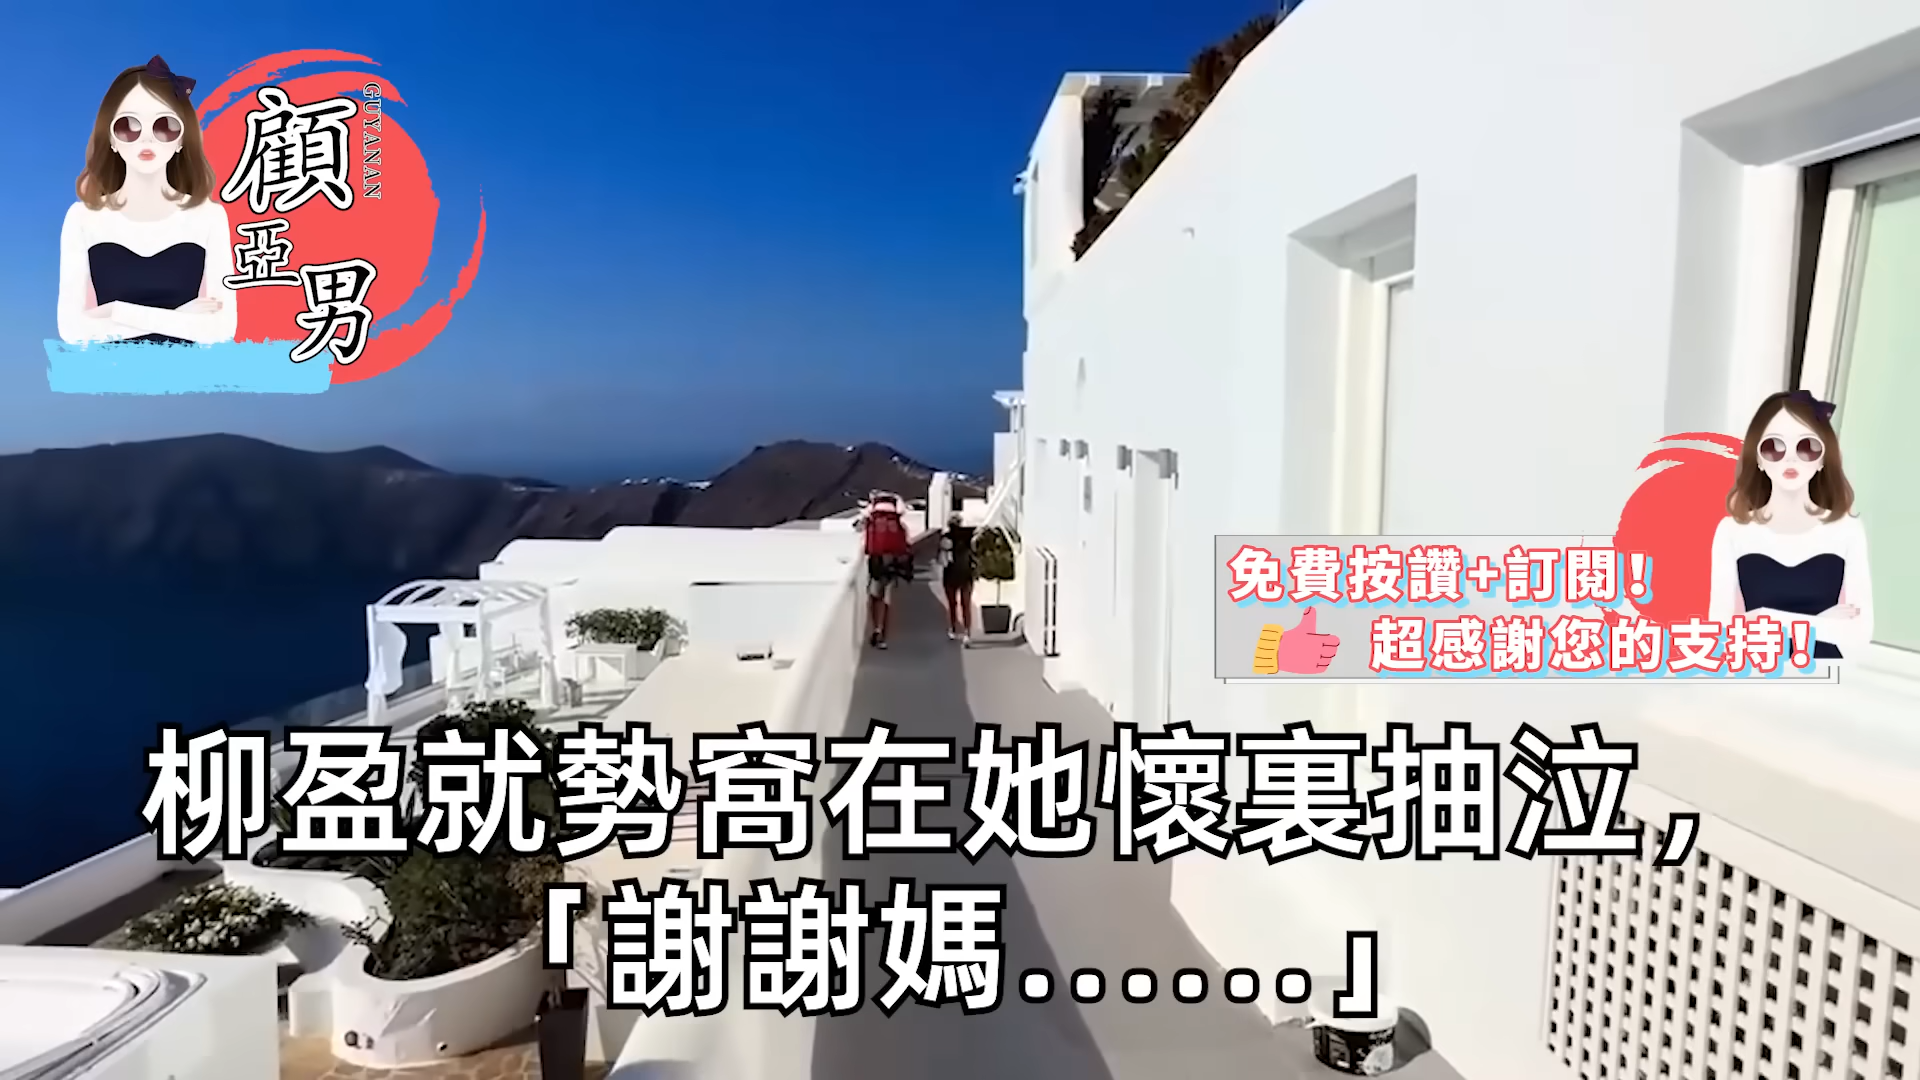 顧亞男
GUYANAN
免費按讚+訂閱!
超感謝您的支持!
柳盈就勢窩在她懷裏抽泣,
「謝謝媽......」